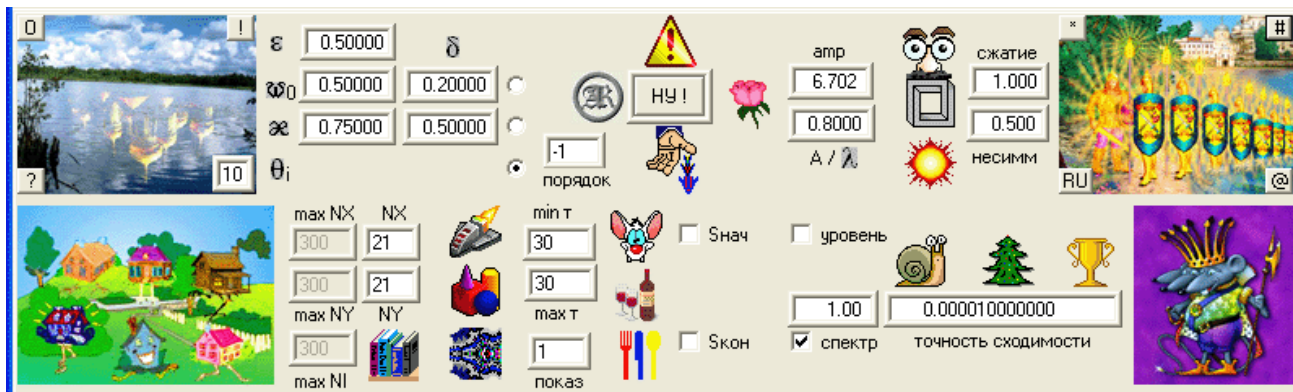 0 !
ε 0.50000 δ
w0 0.50000 0.20000
æ 0.75000 0.50000
? 10 θi
НУ !
-1
порядок
amp
6.702
0.8000
A / λ
сжатие
1.000
0.500
несимм
* #
RU @
max NX NX
300 21
300 21
max NY NY
300
max NI
min т
30
30
max т
1
показ
Sнач
Sкон
уровень
1.00 0.000010000000
спектр точность сходимости